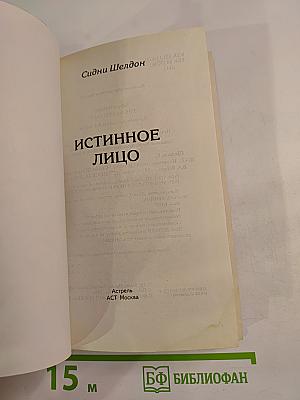 Сидни Шелдон
ИСТИННОЕ
ЛИЦО
Астрель
АСТ Москва
15 м
БФ БИБЛИОФАН